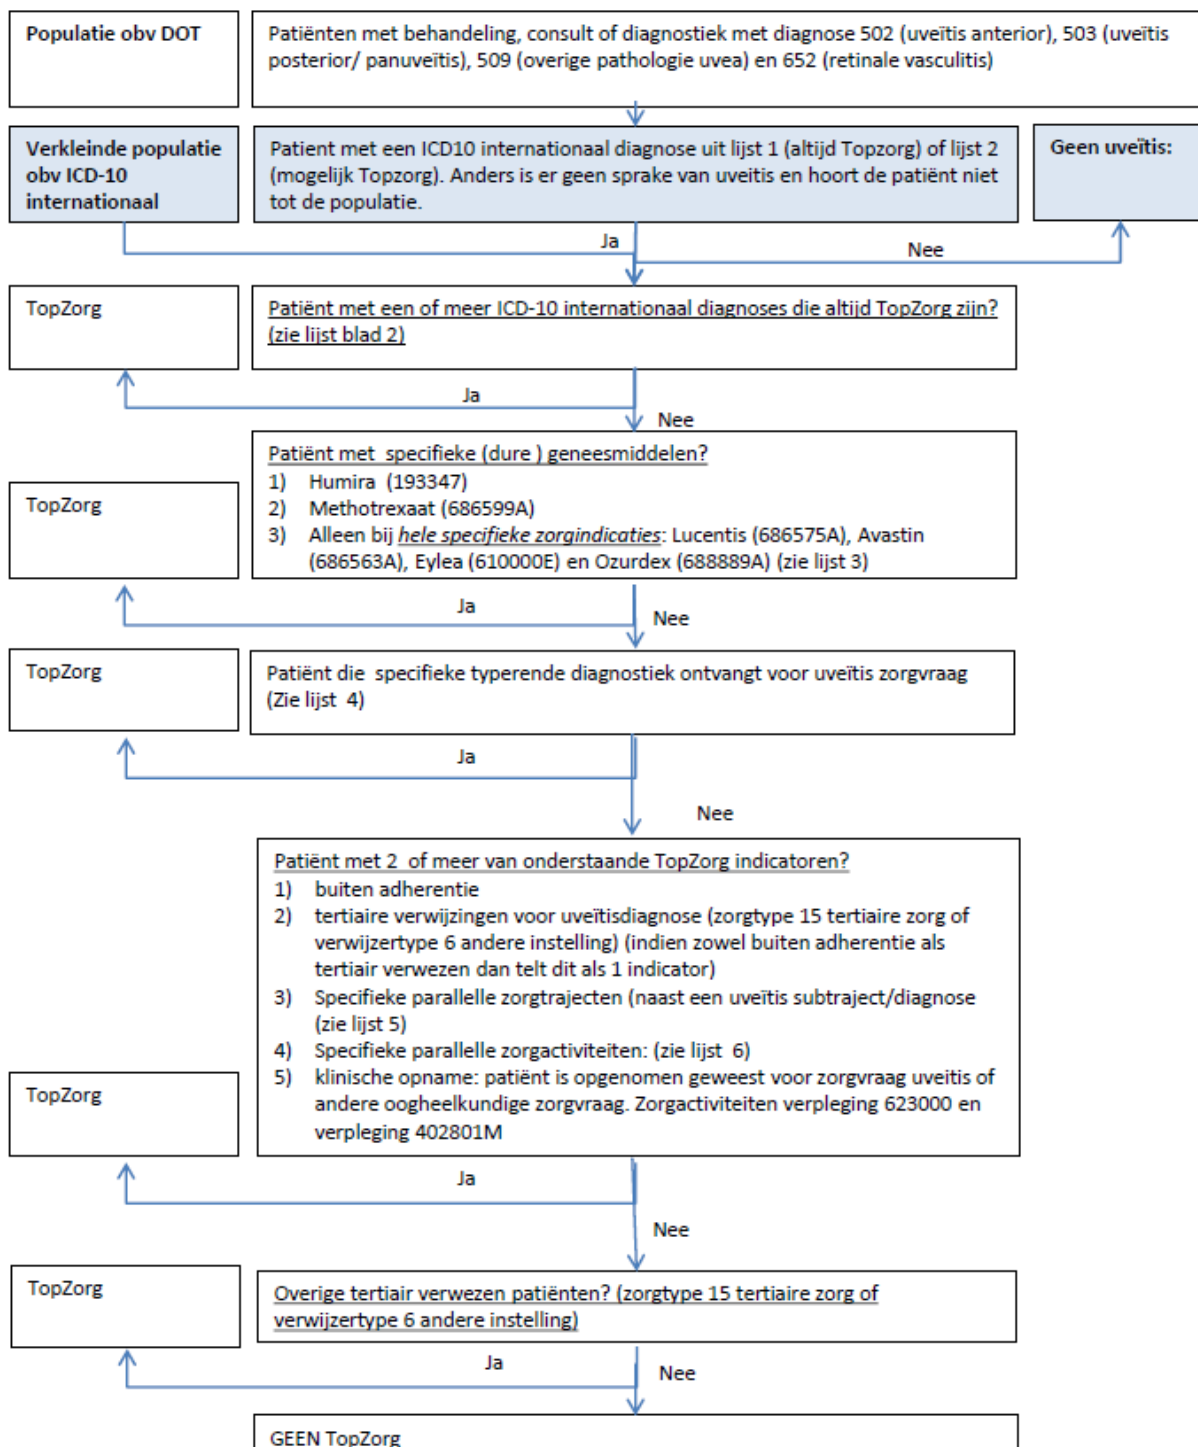 Populatie obv DOT
Patiënten met behandeling, consult of diagnostiek met diagnose 502 (uveïtis anterior), 503 (uveïtis
posterior/ panuveïtis), 509 (overige pathologie uvea) en 652 (retinale vasculitis)
Verkleinde populatie
obv ICD-10
internationaal
Patient met een ICD10 internationaal diagnose uit lijst 1 (altijd Topzorg) of lijst 2
(mogelijk Topzorg). Anders is er geen sprake van uveitis en hoort de patiënt niet
tot de populatie.
Geen uveïtis:
Ja
Nee
TopZorg
Patiënt met een of meer ICD-10 internationaal diagnoses die altijd TopZorg zijn?
(zie lijst blad 2)
Ja
Nee
TopZorg
Patiënt met  specifieke (dure ) geneesmiddelen?
1) Humira  (193347)
2) Methotrexaat (686599A)
3) Alleen bij hele specifieke zorgindicaties: Lucentis (686575A), Avastin
(686563A), Eylea (610000E) en Ozurdex (688889A) (zie lijst 3)
Ja
Nee
TopZorg
Patiënt die  specifieke typerende diagnostiek ontvangt voor uveïtis zorgvraag
(Zie lijst  4)
Ja
Nee
Patiënt met 2  of meer van onderstaande TopZorg indicatoren?
1) buiten adherentie
2) tertiaire verwijzingen voor uveïtisdiagnose (zorgtype 15 tertiaire zorg of
verwijzertype 6 andere instelling) (indien zowel buiten adherentie als
tertiair verwezen dan telt dit als 1 indicator)
3) Specifieke parallelle zorgtrajecten (naast een uveïtis subtraject/diagnose
(zie lijst 5)
4) Specifieke parallelle zorgactiviteiten: (zie lijst  6)
5) klinische opname: patiënt is opgenomen geweest voor zorgvraag uveitis of
andere oogheelkundige zorgvraag. Zorgactiviteiten verpleging 623000 en
verpleging 402801M
TopZorg
Ja
Nee
TopZorg
Overige tertiair verwezen patiënten? (zorgtype 15 tertiaire zorg of
verwijzertype 6 andere instelling)
Ja
Nee
GEEN TopZorg